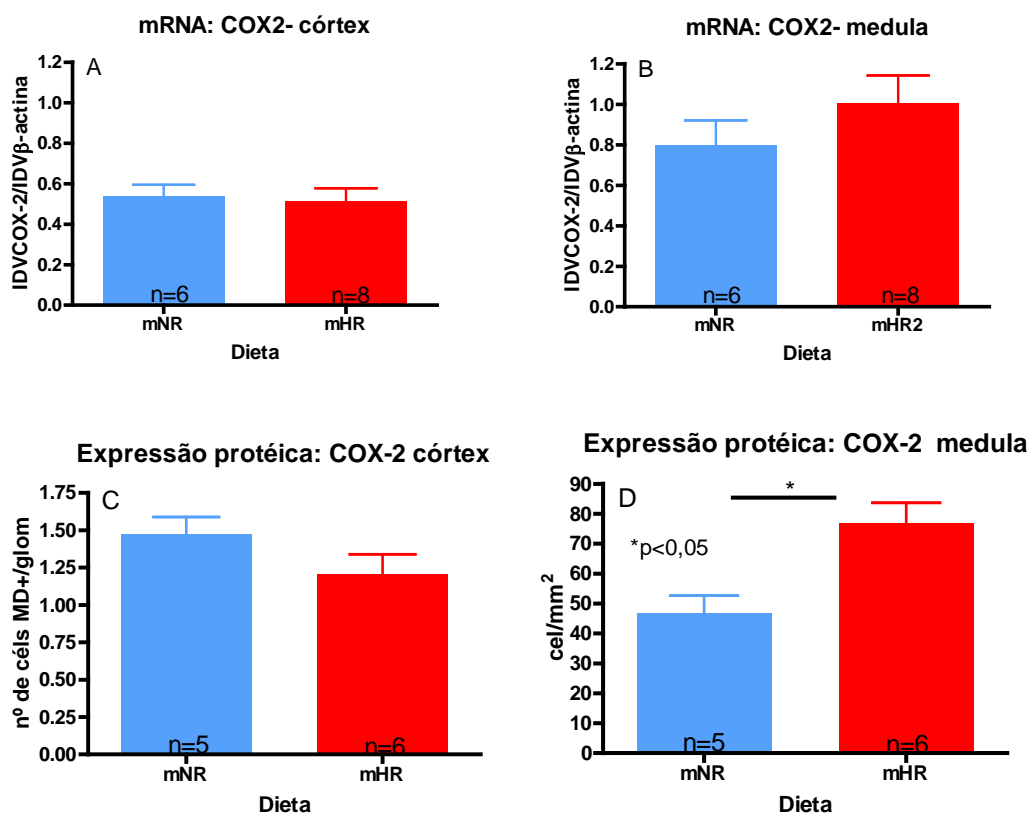 mRNA: COX2- córtex
A
IDVCOX-2/IDVβ-actina
1.2
1.0
0.8
0.6
0.4
0.2
0.0
n=6
n=8
mNR
mHR
Dieta
mRNA: COX2- medula
B
IDVCOX-2/IDVβ-actina
1.2
1.0
0.8
0.6
0.4
0.2
0.0
n=6
n=8
mNR
mHR2
Dieta
Expressão protéica: COX-2 córtex
C
nº de céls MD+/glom
1.75
1.50
1.25
1.00
0.75
0.50
0.25
0.00
n=5
n=6
mNR
mHR
Dieta
Expressão protéica: COX-2  medula
D
*
*p<0,05
cel/mm²
90
80
70
60
50
40
30
20
10
0
n=5
n=6
mNR
mHR
Dieta